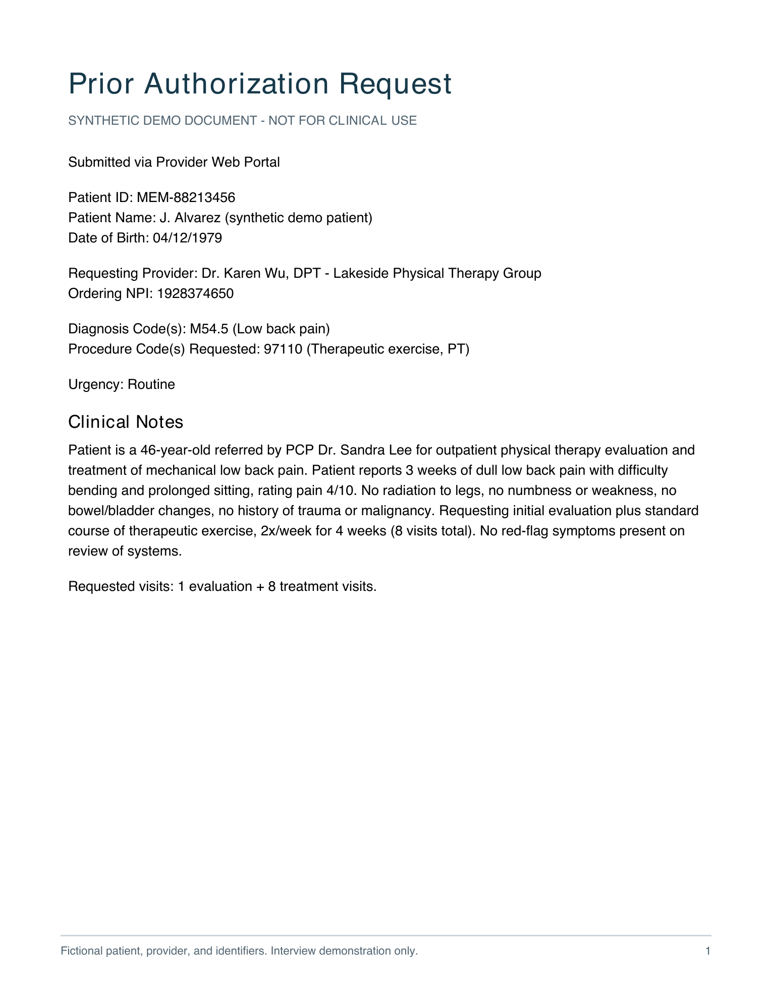 Prior Authorization Request
SYNTHETIC DEMO DOCUMENT - NOT FOR CLINICAL USE
Submitted via Provider Web Portal
Patient ID: MEM-88213456
Patient Name: J. Alvarez (synthetic demo patient)
Date of Birth: 04/12/1979
Requesting Provider: Dr. Karen Wu, DPT - Lakeside Physical Therapy Group
Ordering NPI: 1928374650
Diagnosis Code(s): M54.5 (Low back pain)
Procedure Code(s) Requested: 97110 (Therapeutic exercise, PT)
Urgency: Routine
Clinical Notes
Patient is a 46-year-old referred by PCP Dr. Sandra Lee for outpatient physical therapy evaluation and
treatment of mechanical low back pain. Patient reports 3 weeks of dull low back pain with difficulty
bending and prolonged sitting, rating pain 4/10. No radiation to legs, no numbness or weakness, no
bowel/bladder changes, no history of trauma or malignancy. Requesting initial evaluation plus standard
course of therapeutic exercise, 2x/week for 4 weeks (8 visits total). No red-flag symptoms present on
review of systems.
Requested visits: 1 evaluation + 8 treatment visits.
Fictional patient, provider, and identifiers. Interview demonstration only.
1